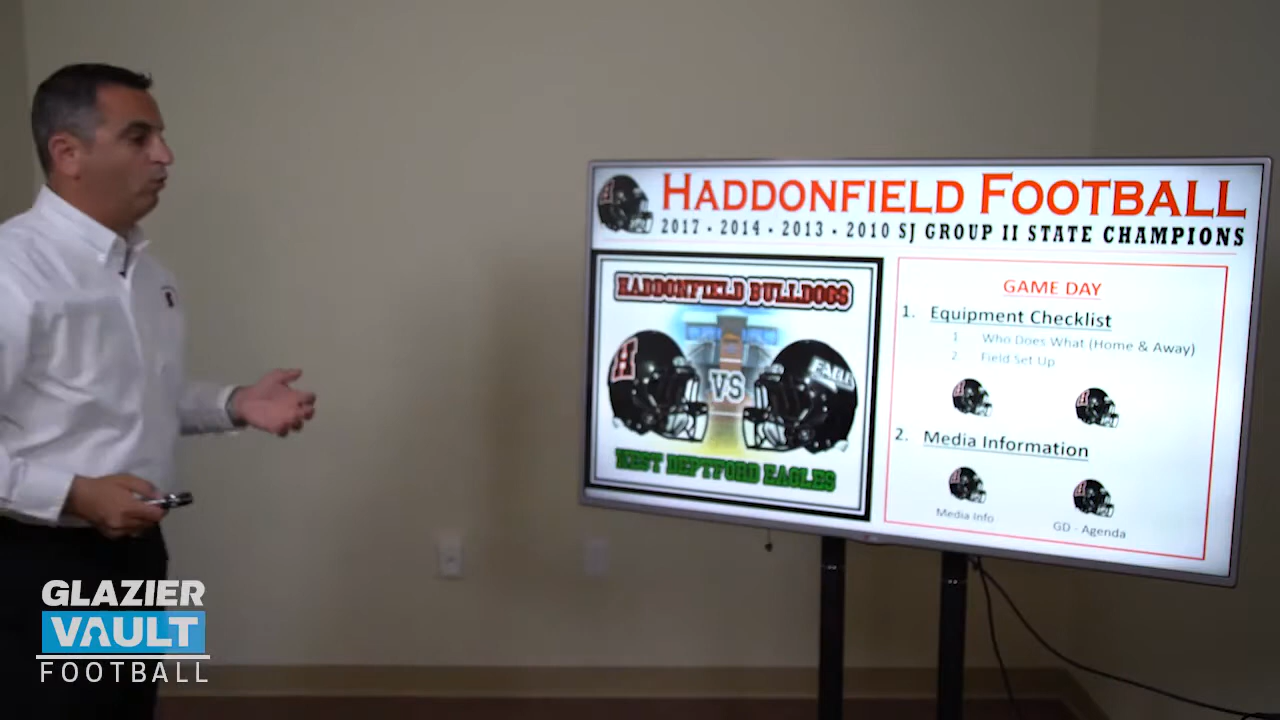 HADDONFIELD FOOTBALL
2017 - 2014 - 2013 - 2010 SJ GROUP II STATE CHAMPIONS
HADDONFIELD BULLDOGS
H
VS
WEST DEPTFORD EAGLES
GAME DAY
1. Equipment Checklist
1. Who Does What (Home & Away)
2. Field Set Up
2. Media Information
Media Info
GD - Agenda
GLAZIER
VAULT
FOOTBALL